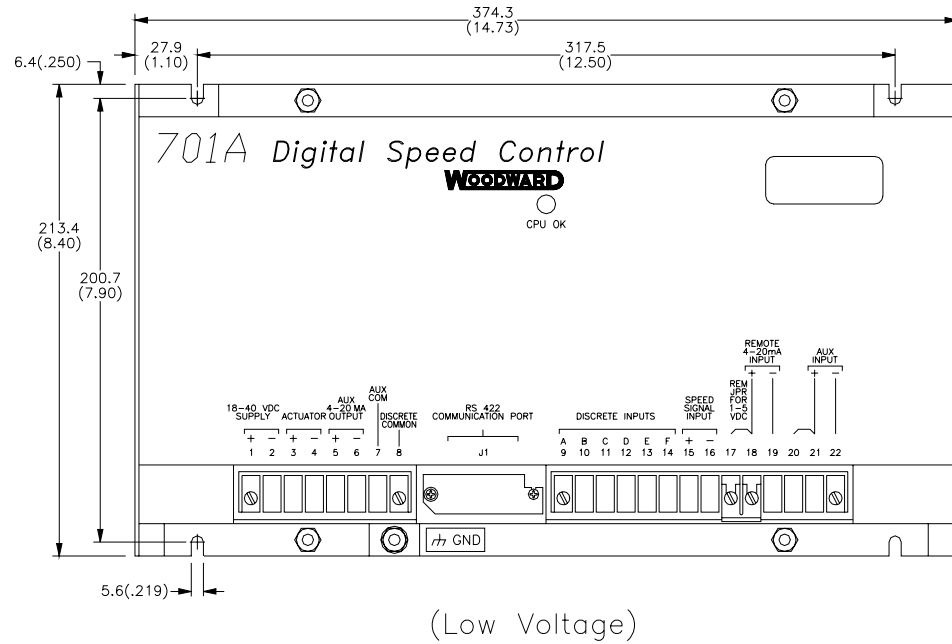 374.3
(14.73)
27.9
(1.10)
317.5
(12.50)
6.4(.250)
701A Digital Speed Control
WOODWARD
CPU OK
213.4
(8.40)
200.7
(7.90)
REMOTE
4-20mA
INPUT
AUX
INPUT
+ - + -
18-40 VDC
SUPPLY
ACTUATOR
AUX
4-20 MA
OUTPUT
AUX
COM
DISCRETE
COMMON
RS 422
COMMUNICATION PORT
DISCRETE INPUTS
SPEED
SIGNAL
INPUT
REM
JPR
FOR
1-5
VDC
+ - + - + - J1 A B C D E F + -
1 2 3 4 5 6 7 8 9 10 11 12 13 14 15 16 17 18 19 20 21 22
GND
5.6(.219)
(Low Voltage)